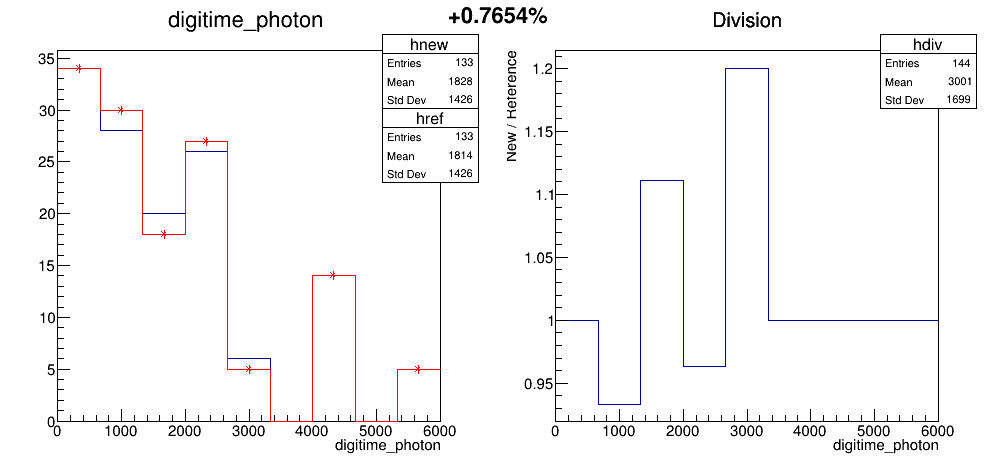 digitime_photon
+0.7654%
Division
hnew
Entries 133
Mean 1828
Std Dev 1426
href
Entries 133
Mean 1814
Std Dev 1426
35
30
25
20
15
10
5
0
0 1000 2000 3000 4000 5000 6000
digitime_photon
hdiv
Entries 144
Mean 3001
Std Dev 1699
New / Reference
1.2
1.15
1.1
1.05
1
0.95
0 1000 2000 3000 4000 5000 6000
digitime_photon